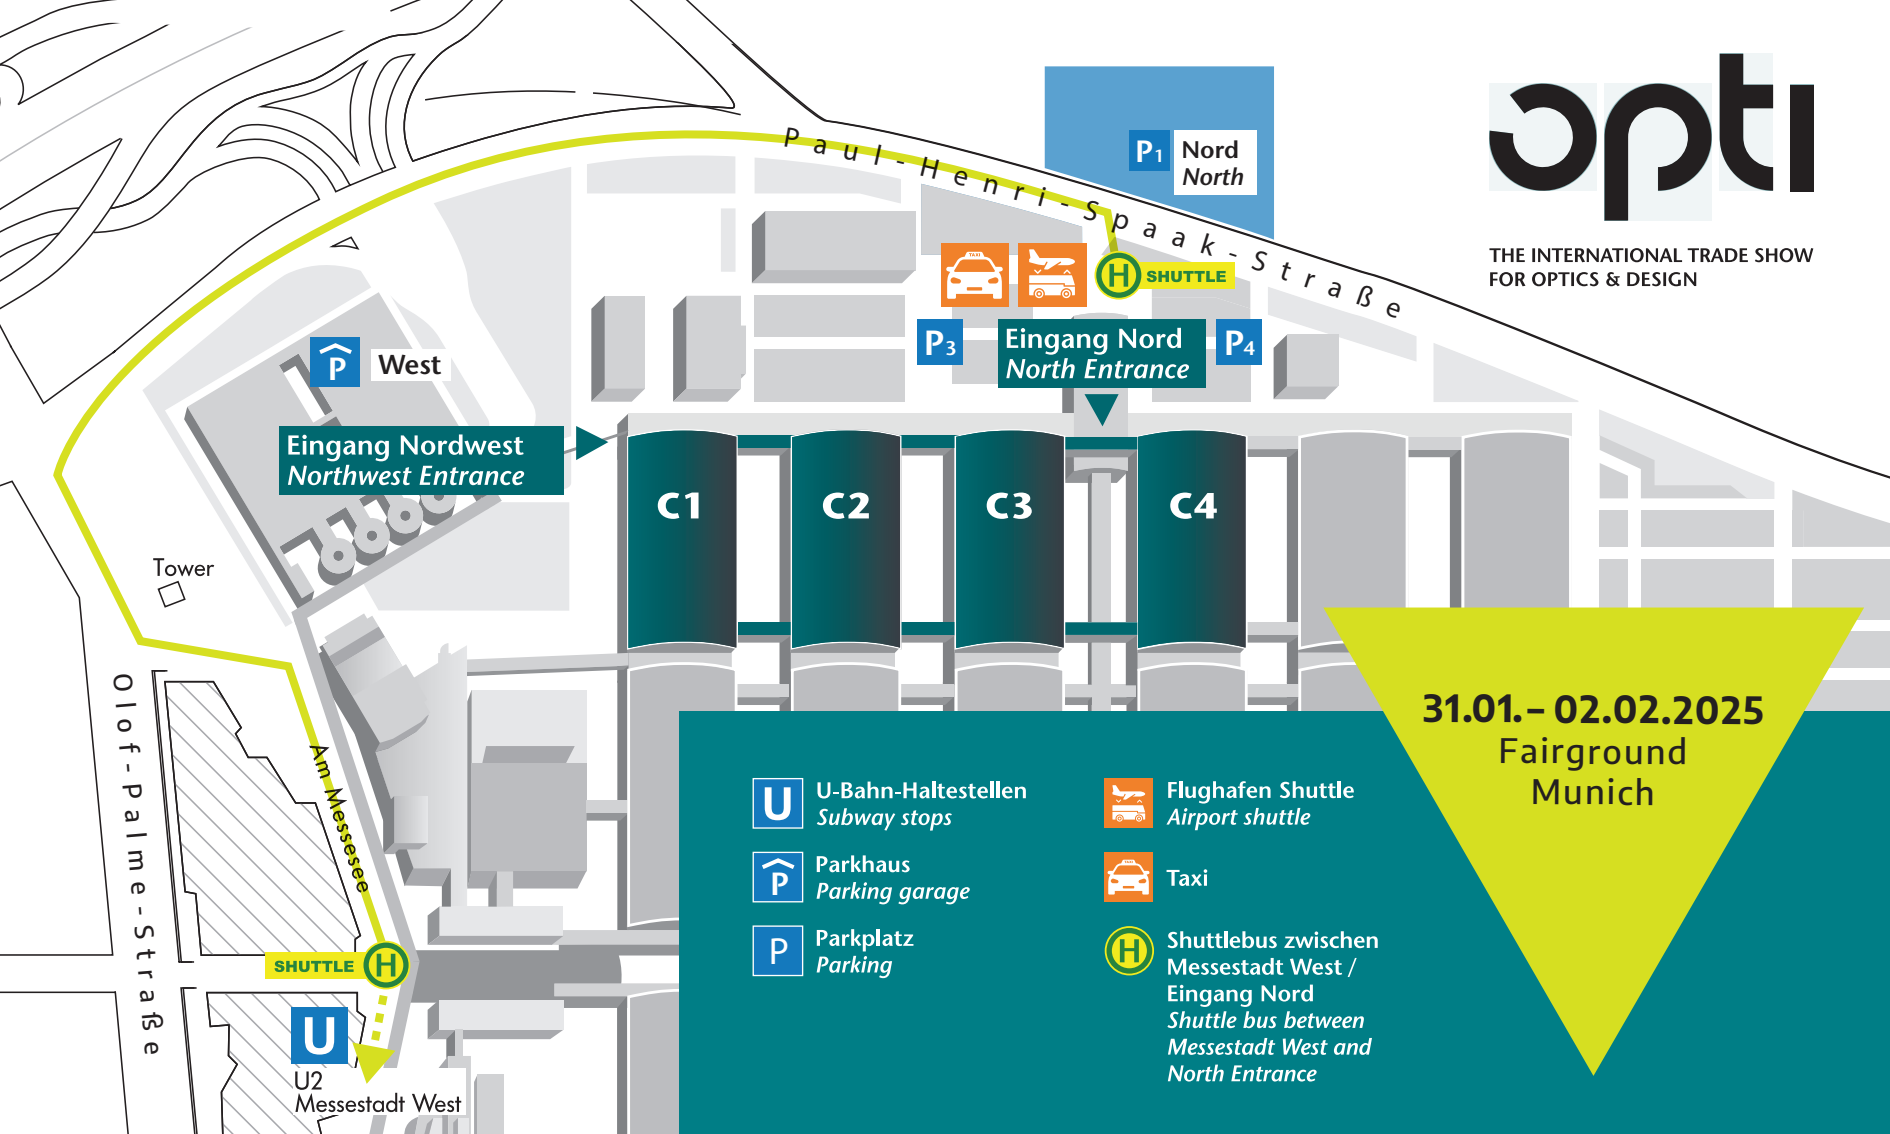 opti
THE INTERNATIONAL TRADE SHOW
FOR OPTICS & DESIGN
Paul-Henri-Spaak-Straße
P1 Nord
North
TAXI
H SHUTTLE
P3
Eingang Nord
North Entrance
P4
P West
Eingang Nordwest
Northwest Entrance
C1
C2
C3
C4
Tower
Olof-Palme-Straße
Am Messesee
SHUTTLE H
U
U2
Messestadt West
31.01.– 02.02.2025
Fairground
Munich
U
U-Bahn-Haltestellen
Subway stops
P
Parkhaus
Parking garage
P
Parkplatz
Parking
Flughafen Shuttle
Airport shuttle
TAXI
Taxi
H
Shuttlebus zwischen
Messestadt West /
Eingang Nord
Shuttle bus between
Messestadt West and
North Entrance